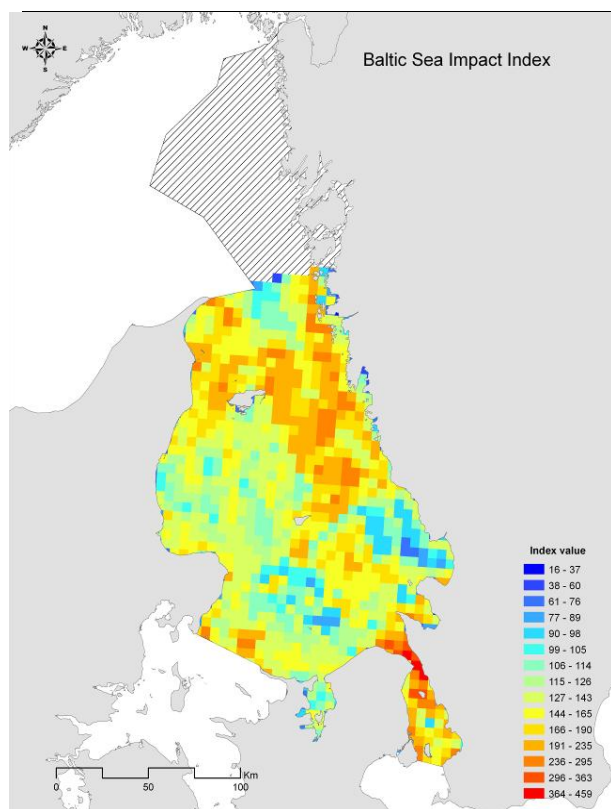 N
W E
S
Baltic Sea Impact Index
Index value
16 - 37
38 - 60
61 - 76
77 - 89
90 - 98
99 - 105
106 - 114
115 - 126
127 - 143
144 - 165
166 - 190
191 - 235
236 - 295
296 - 363
364 - 459
Km
0 50 100